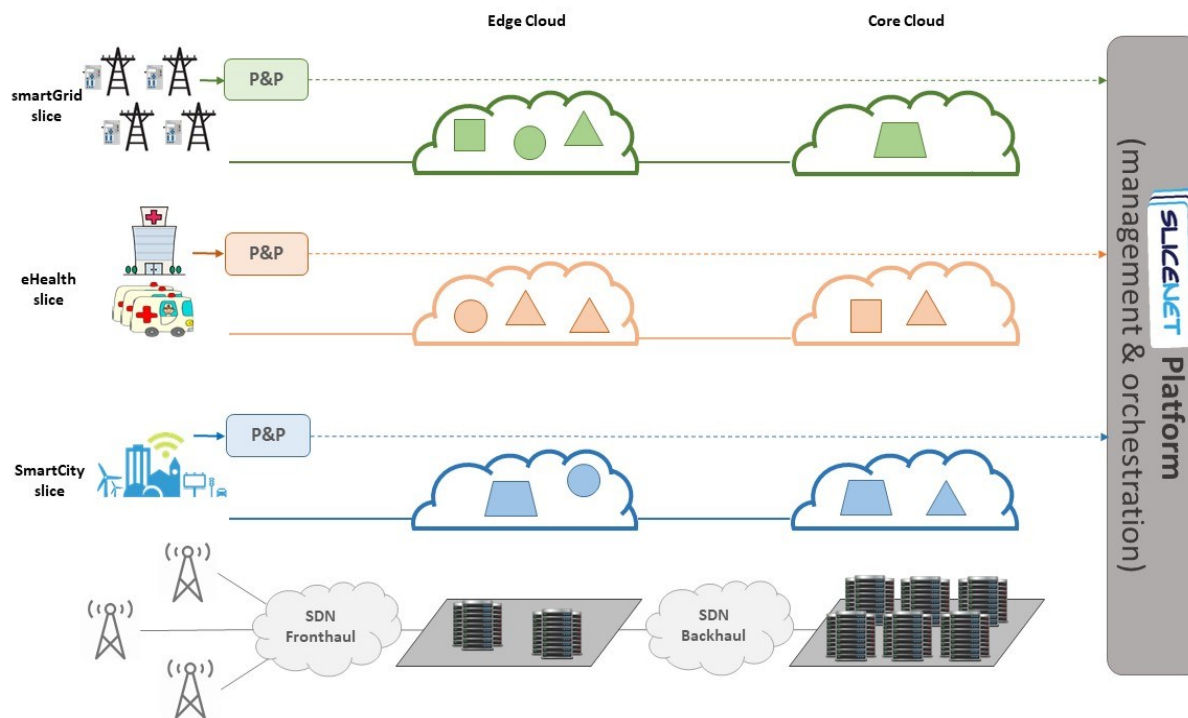 Edge Cloud
Core Cloud
smartGrid
slice
P&P
eHealth
slice
P&P
SmartCity
slice
P&P
SDN
Fronthaul
SDN
Backhaul
SLICENET Platform
(management & orchestration)